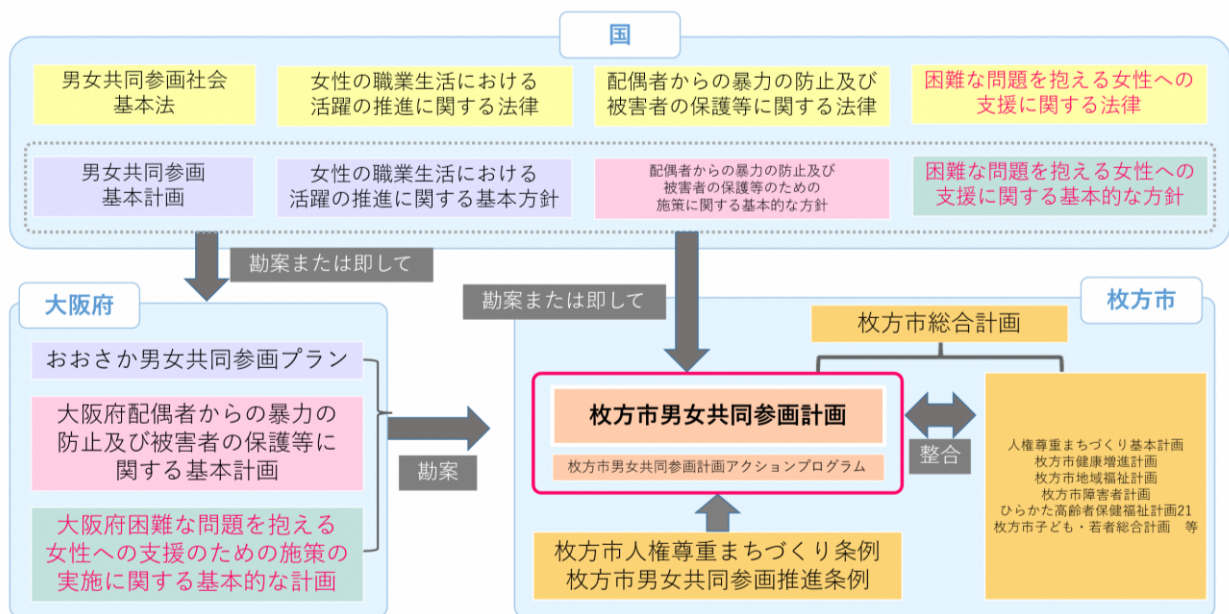 国
男女共同参画社会
基本法
女性の職業生活における
活躍の推進に関する法律
配偶者からの暴力の防止及び
被害者の保護等に関する法律
困難な問題を抱える女性への
支援に関する法律
男女共同参画
基本計画
女性の職業生活における
活躍の推進に関する基本方針
配偶者からの暴力の防止及び
被害者の保護等のための
施策に関する基本的な方針
困難な問題を抱える女性への
支援に関する基本的な方針
勘案または即して
勘案または即して
大阪府
おおさか男女共同参画プラン
大阪府配偶者からの暴力の
防止及び被害者の保護等に
関する基本計画
大阪府困難な問題を抱える
女性への支援のための施策の
実施に関する基本的な計画
勘案
枚方市
枚方市総合計画
枚方市男女共同参画計画
枚方市男女共同参画計画アクションプログラム
整合
人権尊重まちづくり基本計画
枚方市健康増進計画
枚方市地域福祉計画
枚方市障害者計画
ひらかた高齢者保健福祉計画21
枚方市子ども・若者総合計画　等
枚方市人権尊重まちづくり条例
枚方市男女共同参画推進条例